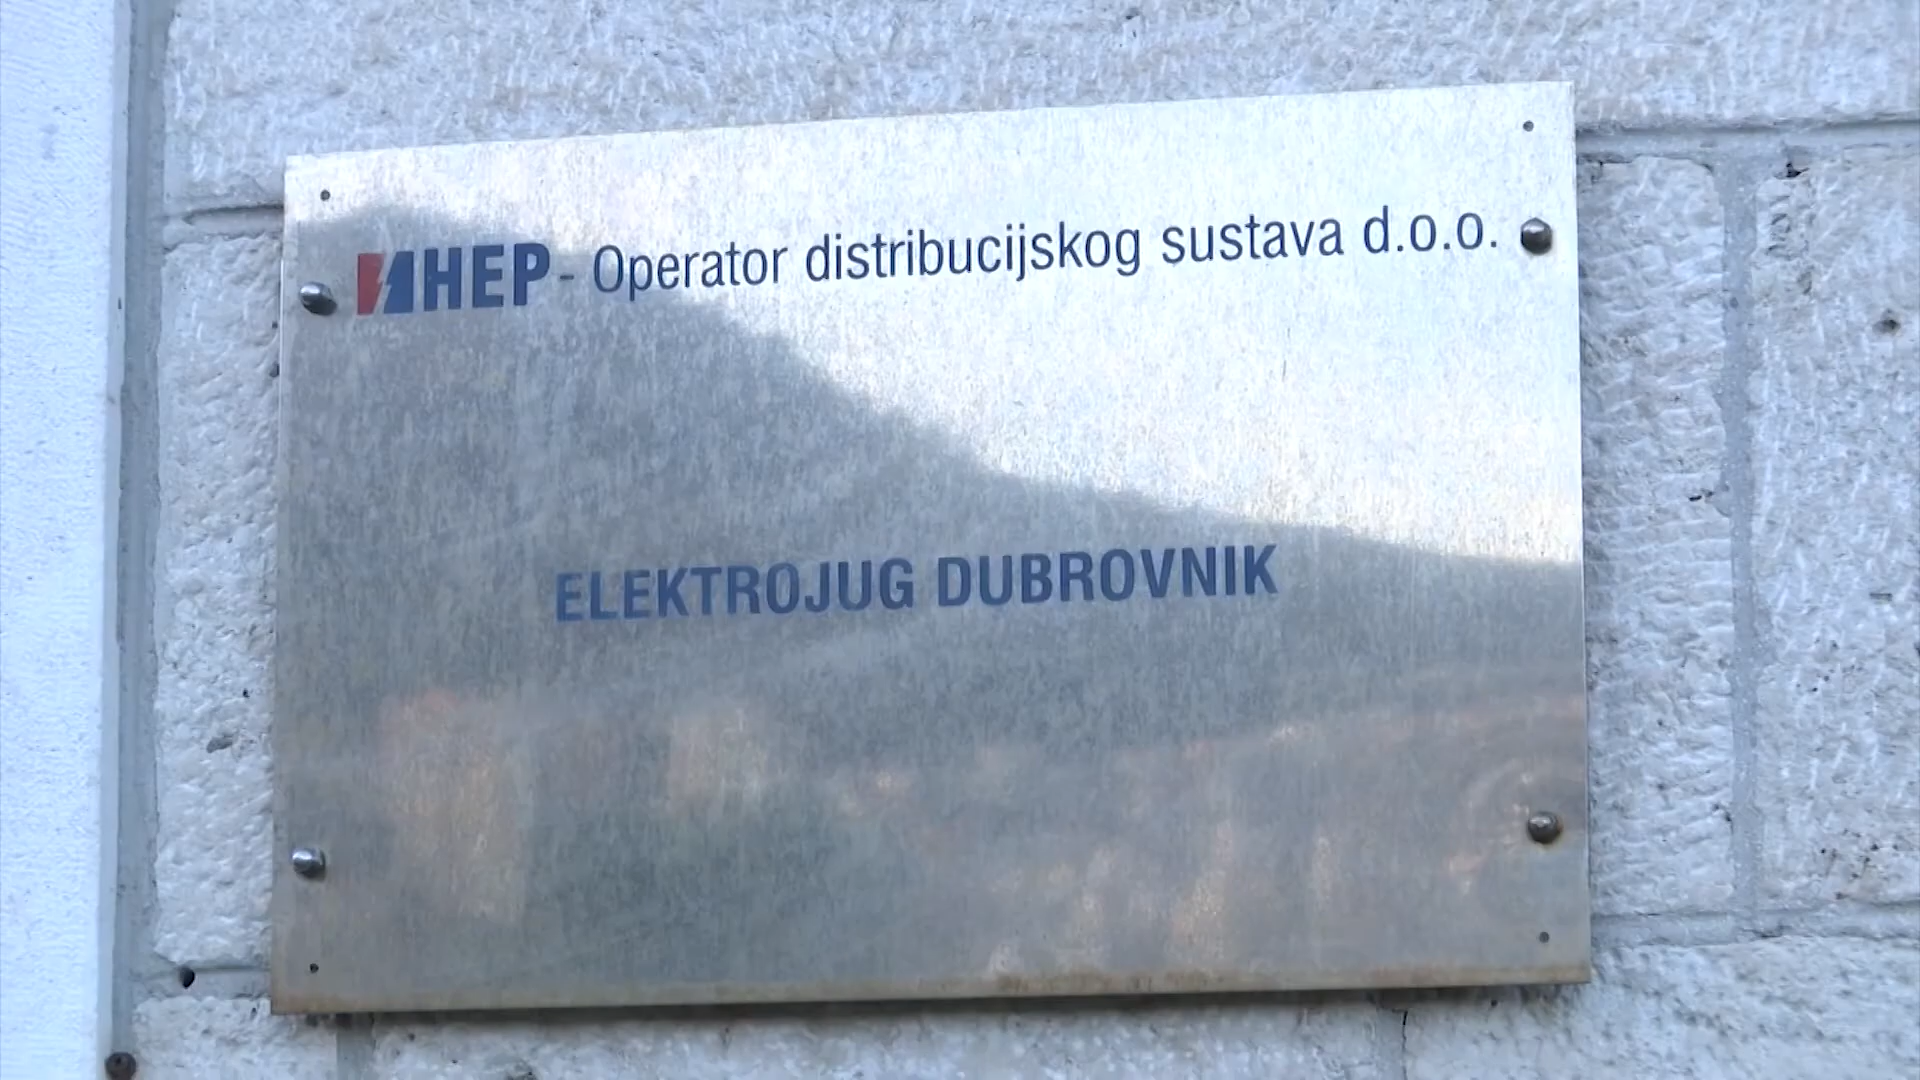 HEP - Operator distribucijskog sustava d.o.o.
ELEKTROJUG DUBROVNIK